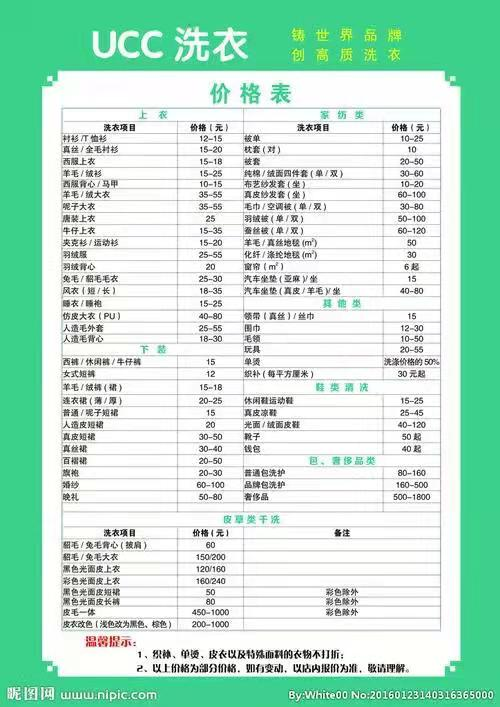 UCC 洗衣
铸世界品牌
创高质洗衣
价格表
上衣 家纺类
洗衣项目 价格（元） 洗衣项目 价格（元）
衬衫/T恤衫 12-15 被单 10-25
真丝/全毛衬衫 15-20 枕套（对） 10
西服上衣 15-18 被套 20-50
羊毛/绒衫 15-25 纯棉/绒面四件套（单/双） 30-60
西服背心/马甲 10-15 布艺纱发套（坐） 10-20
羊毛/绒大衣 35-55 真皮纱发套（坐） 60-100
呢子大衣 35-55 毛巾/空调被（单/双） 30-80
唐装上衣 25 羽绒被（单/双） 50-100
牛仔上衣 15-35 蚕丝被（单/双） 60-120
夹克衫/运动衫 15-20 羊毛/真丝地毯(m²) 50
羽绒服 25-55 化纤/涤纶地毯(m²) 30
羽绒背心 20 窗帘（m²） 6起
兔毛/貂毛毛衣 25-30 汽车坐垫（亚麻）/坐 15
风衣（短/长） 18-35 汽车坐垫（真皮/羊毛）/坐 40-80
睡衣/睡袍 15-25 其他类
仿皮大衣（PU） 40-80 领带（真丝）/丝巾 15
人造毛外套 25-55 围巾 12-30
人造毛背心 18-30 毛领 10-50
下装 玩具 20-55
西裤/休闲裤/牛仔裤 15 单烫 洗涤价格的50%
女式短裤 12 织补（每平方厘米） 30元起
羊毛/绒裤（裙） 15-18 鞋类清洗
连衣裙（薄/厚） 20-25 休闲鞋运动鞋 15-25
普通/呢子短裙 15 真皮凉鞋 25-45
人造皮短裙 20 光面/绒面皮鞋 40-120
真皮短裙 30-50 靴子 50起
真丝裙 30-40 钱包 40起
百褶裙 20-50 包、奢侈品类
旗袍 20-30 普通包洗护 80-160
婚纱 60-100 品牌包洗护 160-500
晚礼 50-80 奢侈品 500-1800
皮草类干洗
洗衣项目 价格（元） 备注
貂毛/兔毛背心（披肩） 60
貂毛/兔毛大衣 150/200
黑色光面皮上衣 120/160
彩色光面皮上衣 160/240
黑色光面皮短裙 50 彩色除外
黑色光面皮长裤 80 彩色除外
皮毛一体 450-1000 彩色除外
皮衣改色（浅色改为黑色、棕色） 200-1000
温馨提示：
1、织补、单烫、皮衣以及特殊面料的衣物不打折；
2、以上价格为部分价格，如有变动，以店内报价为准，敬请理解。
昵图网 www.nipic.com By:White00 No:20160123140316365000